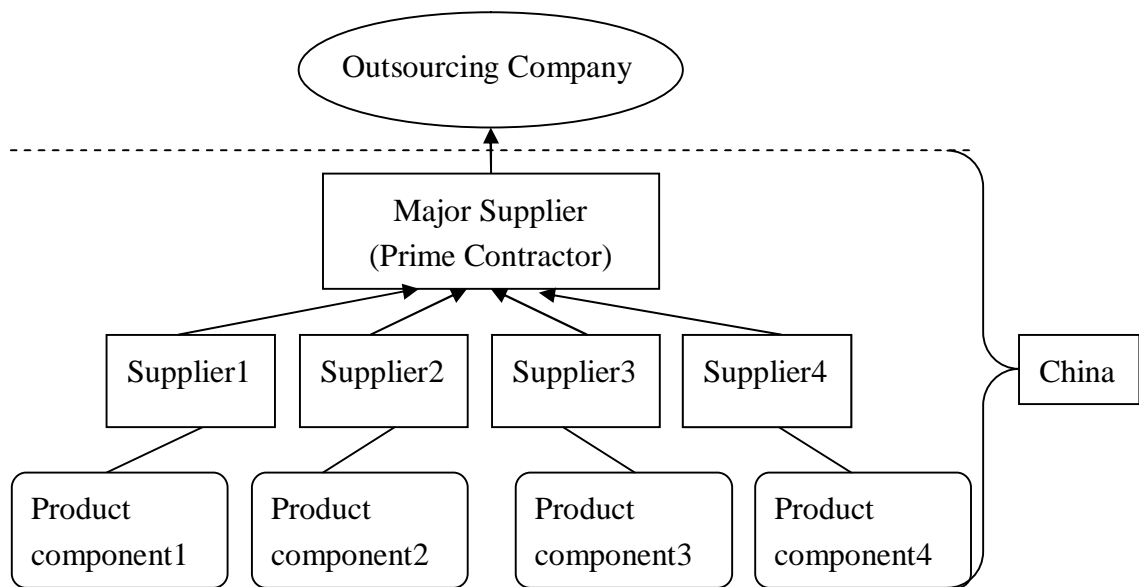 Outsourcing Company
Major Supplier
(Prime Contractor)
Supplier1
Supplier2
Supplier3
Supplier4
China
Product
component1
Product
component2
Product
component3
Product
component4